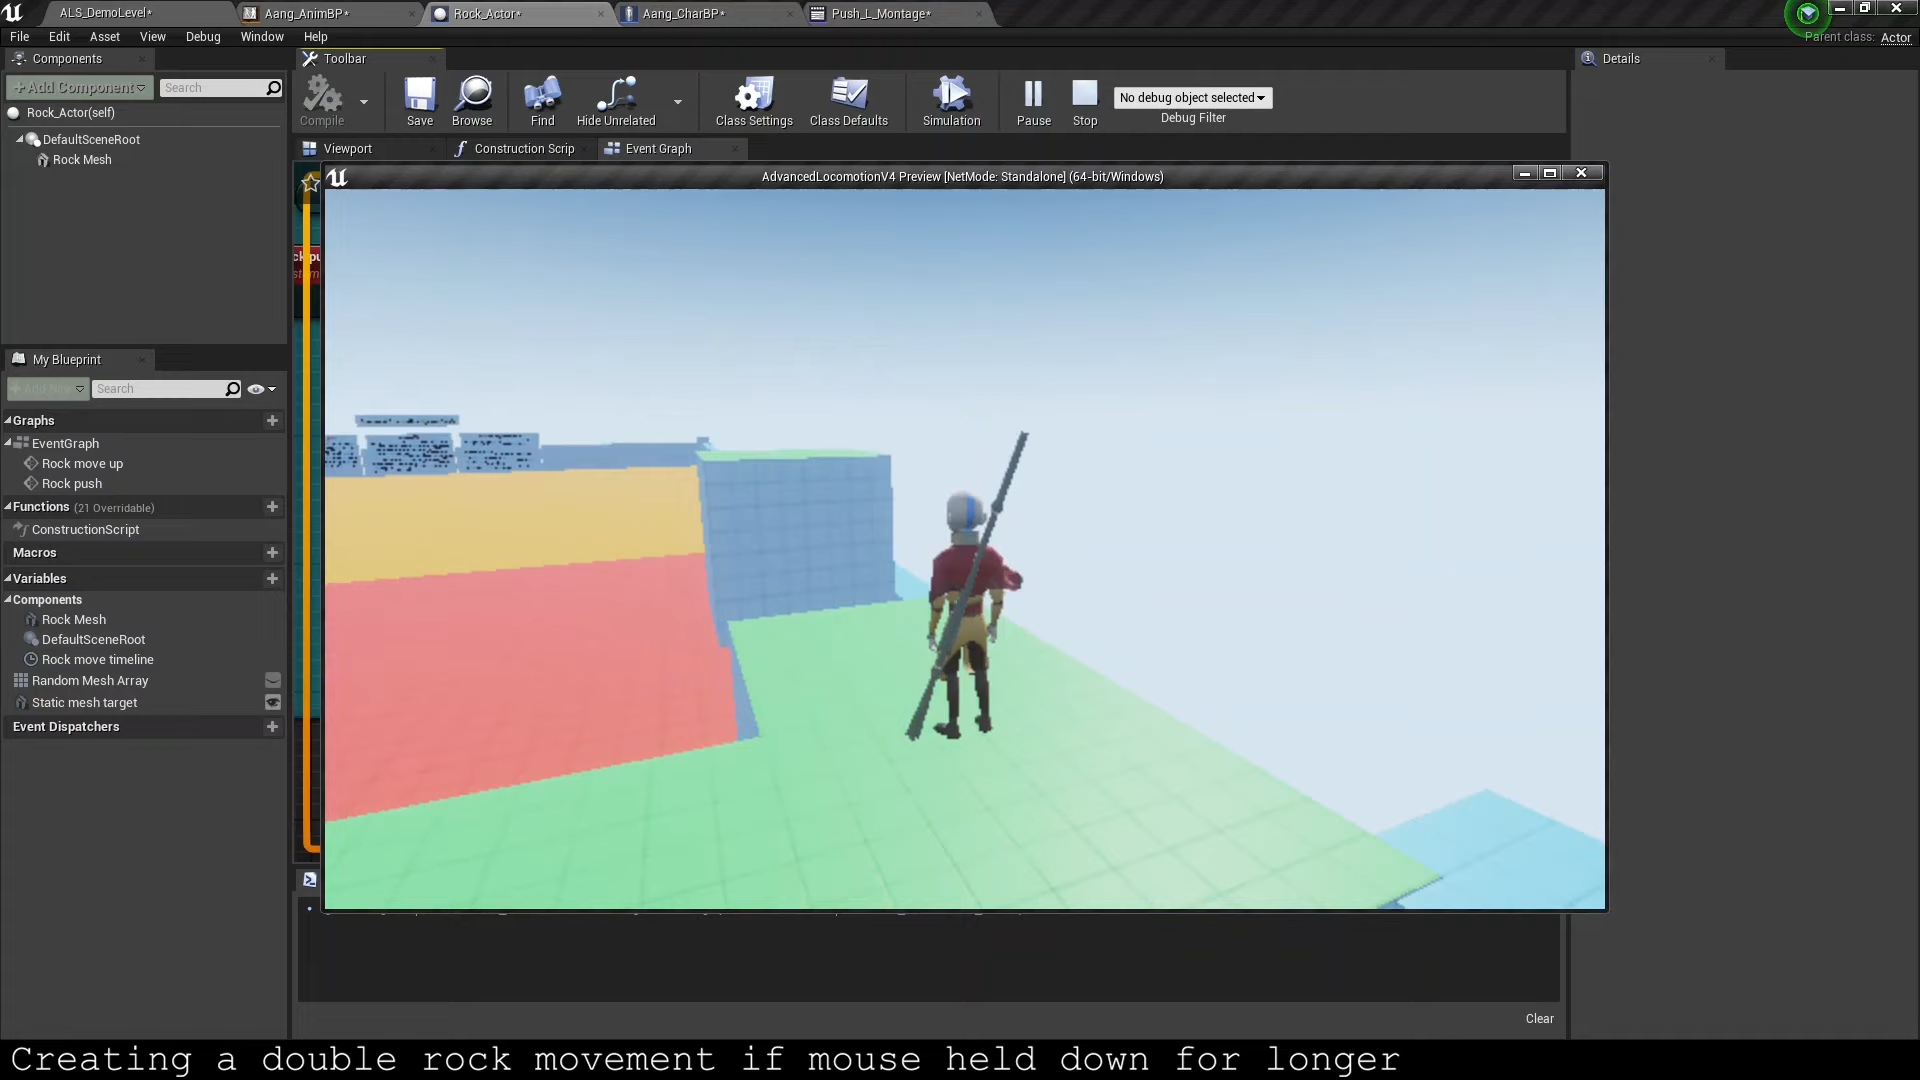 ALS_DemoLevel*
Aang_AnimBP*
Rock_Actor*
Aang_CharBP*
Push_L_Montage*
File Edit Asset View Debug Window Help
Parent class: Actor
Components
Toolbar
Details
Add Component
Search
Rock_Actor(self)
DefaultSceneRoot
Rock Mesh
Compile
Save
Browse
Find
Hide Unrelated
Class Settings
Class Defaults
Simulation
Pause
Stop
No debug object selected
Debug Filter
Viewport
Construction Scrip
Event Graph
AdvancedLocomotionV4 Preview [NetMode: Standalone] (64-bit/Windows)
My Blueprint
Search
Graphs
EventGraph
Rock move up
Rock push
Functions (21 Overridable)
ConstructionScript
Macros
Variables
Components
Rock Mesh
DefaultSceneRoot
Rock move timeline
Random Mesh Array
Static mesh target
Event Dispatchers
Clear
Creating a double rock movement if mouse held down for longer